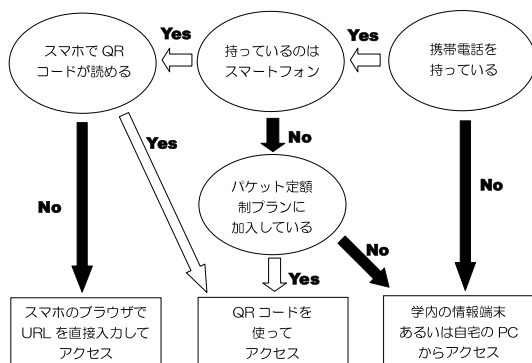 スマホで QR
コードが読める
Yes
持っているのは
スマートフォン
Yes
携帯電話を
持っている
No
Yes
No
No
パケット定額
制プランに
加入している
Yes
No
スマホのブラウザで
URL を直接入力して
アクセス
QR コードを
使って
アクセス
学内の情報端末
あるいは自宅の PC
からアクセス